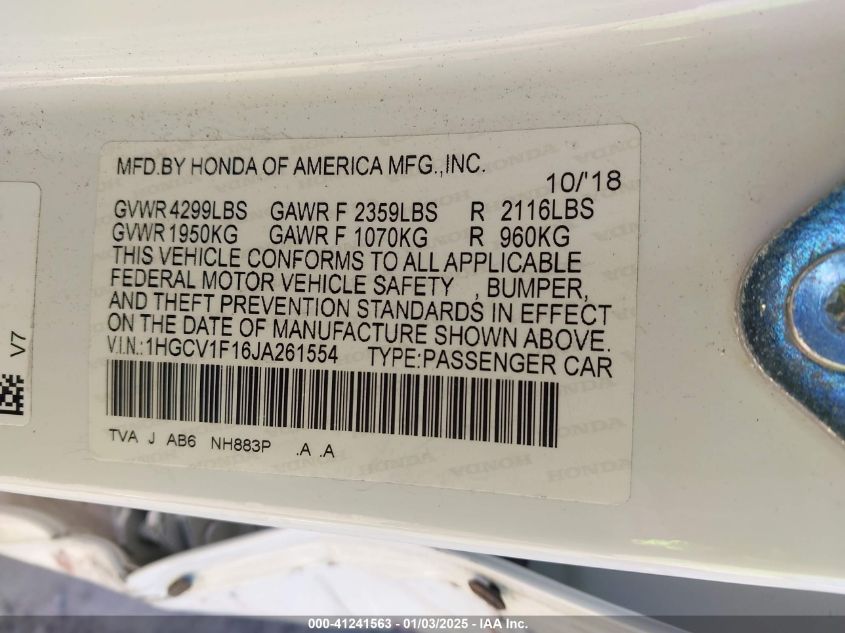 MFD.BY HONDA OF AMERICA MFG.,INC.
10/'18
GVWR 4299LBS GAWR F 2359LBS R 2116LBS
GVWR 1950KG GAWR F 1070KG R 960KG
THIS VEHICLE CONFORMS TO ALL APPLICABLE
FEDERAL MOTOR VEHICLE SAFETY , BUMPER,
AND THEFT PREVENTION STANDARDS IN EFFECT
ON THE DATE OF MANUFACTURE SHOWN ABOVE.
V.I.N.:1HGCV1F16JA261554 TYPE:PASSENGER CAR
TVA J AB6 NH883P .A .A
V7
000-41241563 - 01/03/2025 - IAA Inc.